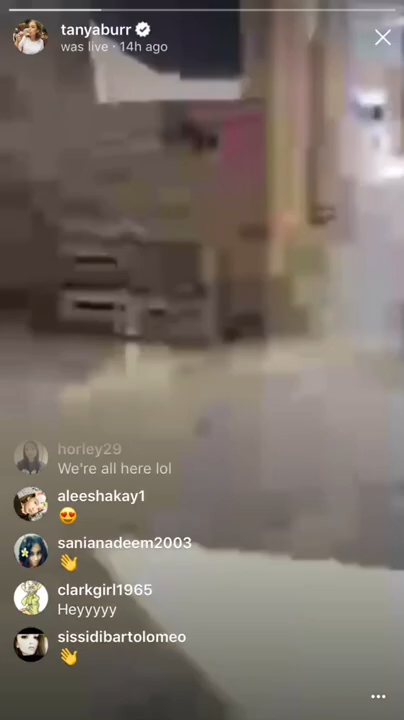 tanyaburr
was live · 14h ago
horley29
We're all here lol
aleeshakay1
😍
sanianadeem2003
👋
clarkgirl1965
Heyyyyy
sissidibartolomeo
👋